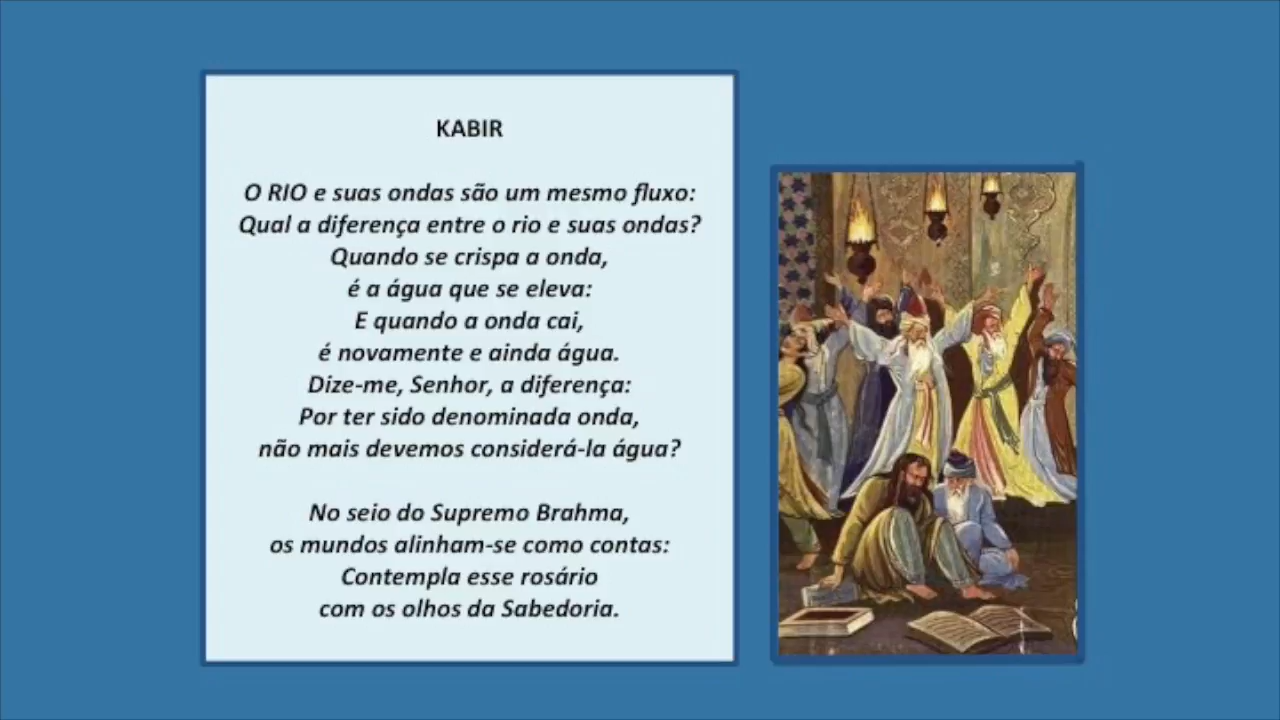 KABIR
O RIO e suas ondas são um mesmo fluxo:
Qual a diferença entre o rio e suas ondas?
Quando se crispa a onda,
é a água que se eleva:
E quando a onda cai,
é novamente e ainda água.
Dize-me, Senhor, a diferença:
Por ter sido denominada onda,
não mais devemos considerá-la água?
No seio do Supremo Brahma,
os mundos alinham-se como contas:
Contempla esse rosário
com os olhos da Sabedoria.